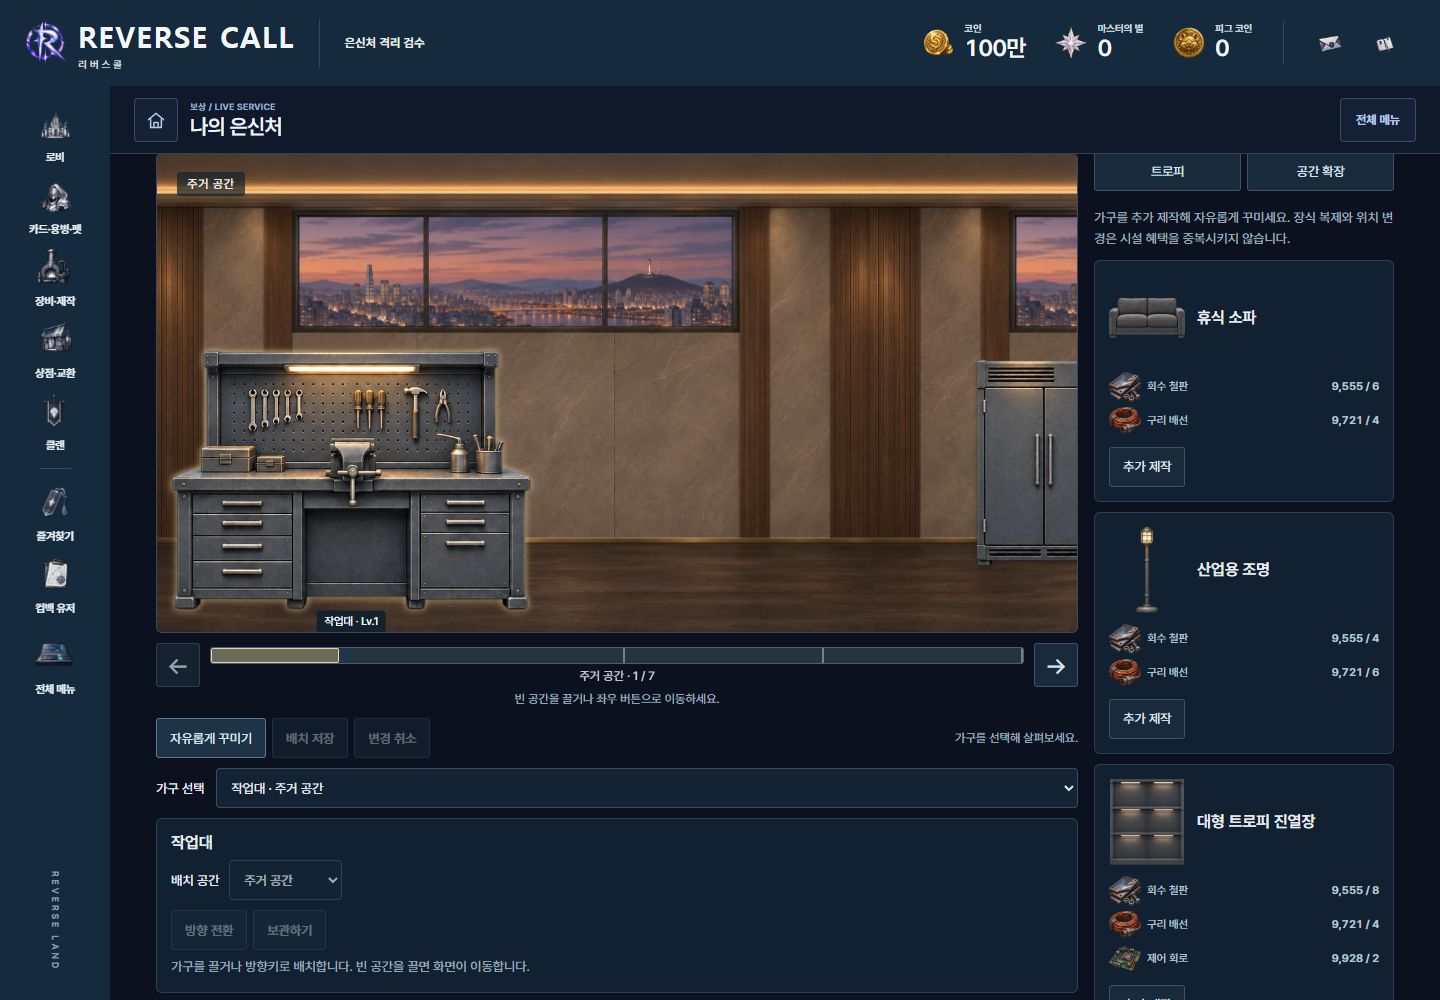 REVERSE CALL
리버스콜
은신처 격리 검수
코인
100만
마스터의 별
0
피그 코인
0
로비
카드·용병·펫
장비·제작
상점·교환
클랜
즐겨찾기
컴백 유저
전체 메뉴
REVERSE LAND
보상 / LIVE SERVICE
나의 은신처
전체 메뉴
주거 공간
작업대 · Lv.1
주거 공간 · 1 / 7
빈 공간을 끌거나 좌우 버튼으로 이동하세요.
자유롭게 꾸미기
배치 저장
변경 취소
가구를 선택해 살펴보세요.
가구 선택
작업대 · 주거 공간
작업대
배치 공간
주거 공간
방향 전환
보관하기
가구를 끌거나 방향키로 배치합니다. 빈 공간을 끌면 화면이 이동합니다.
트로피
공간 확장
가구를 추가 제작해 자유롭게 꾸미세요. 장식 복제와 위치 변
경은 시설 혜택을 중복시키지 않습니다.
휴식 소파
회수 철판
9,555 / 6
구리 배선
9,721 / 4
추가 제작
산업용 조명
회수 철판
9,555 / 4
구리 배선
9,721 / 6
추가 제작
대형 트로피 진열장
회수 철판
9,555 / 8
구리 배선
9,721 / 4
제어 회로
9,928 / 2